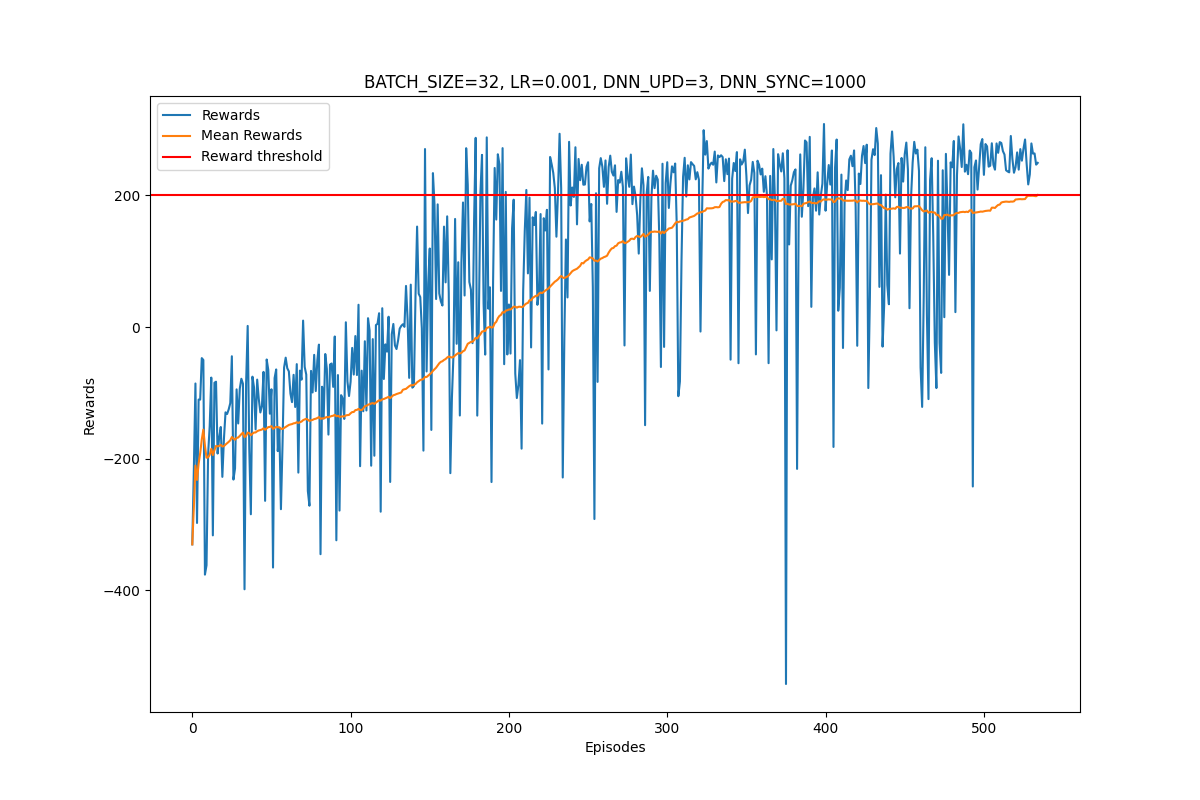 BATCH_SIZE=32, LR=0.001, DNN_UPD=3, DNN_SYNC=1000
Rewards
Mean Rewards
Reward threshold
200
0
−200
−400
Rewards
0
100
200
300
400
500
Episodes